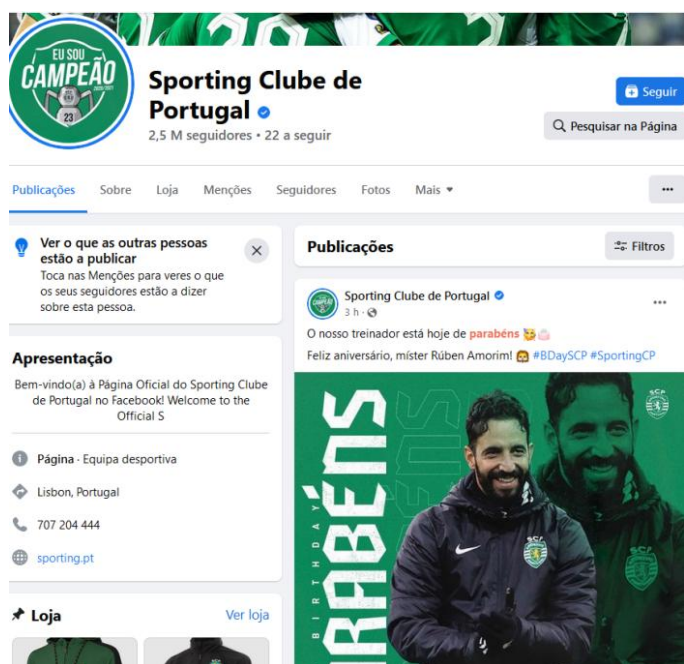 EU SOU
CAMPEÃO
2020/2021
23
Sporting Clube de
Portugal
2,5 M seguidores • 22 a seguir
Seguir
Pesquisar na Página
Publicações
Sobre
Loja
Menções
Seguidores
Fotos
Mais
Ver o que as outras pessoas
estão a publicar
Toca nas Menções para veres o que
os seus seguidores estão a dizer
sobre esta pessoa.
Apresentação
Bem-vindo(a) à Página Oficial do Sporting Clube
de Portugal no Facebook! Welcome to the
Official S
Página · Equipa desportiva
Lisbon, Portugal
707 204 444
sporting.pt
Loja
Ver loja
Publicações
Filtros
Sporting Clube de Portugal
3 h ·
O nosso treinador está hoje de parabéns
Feliz aniversário, míster Rúben Amorim! #BDaySCP #SportingCP
SCP
BIRTHDAY
SCP
SCP